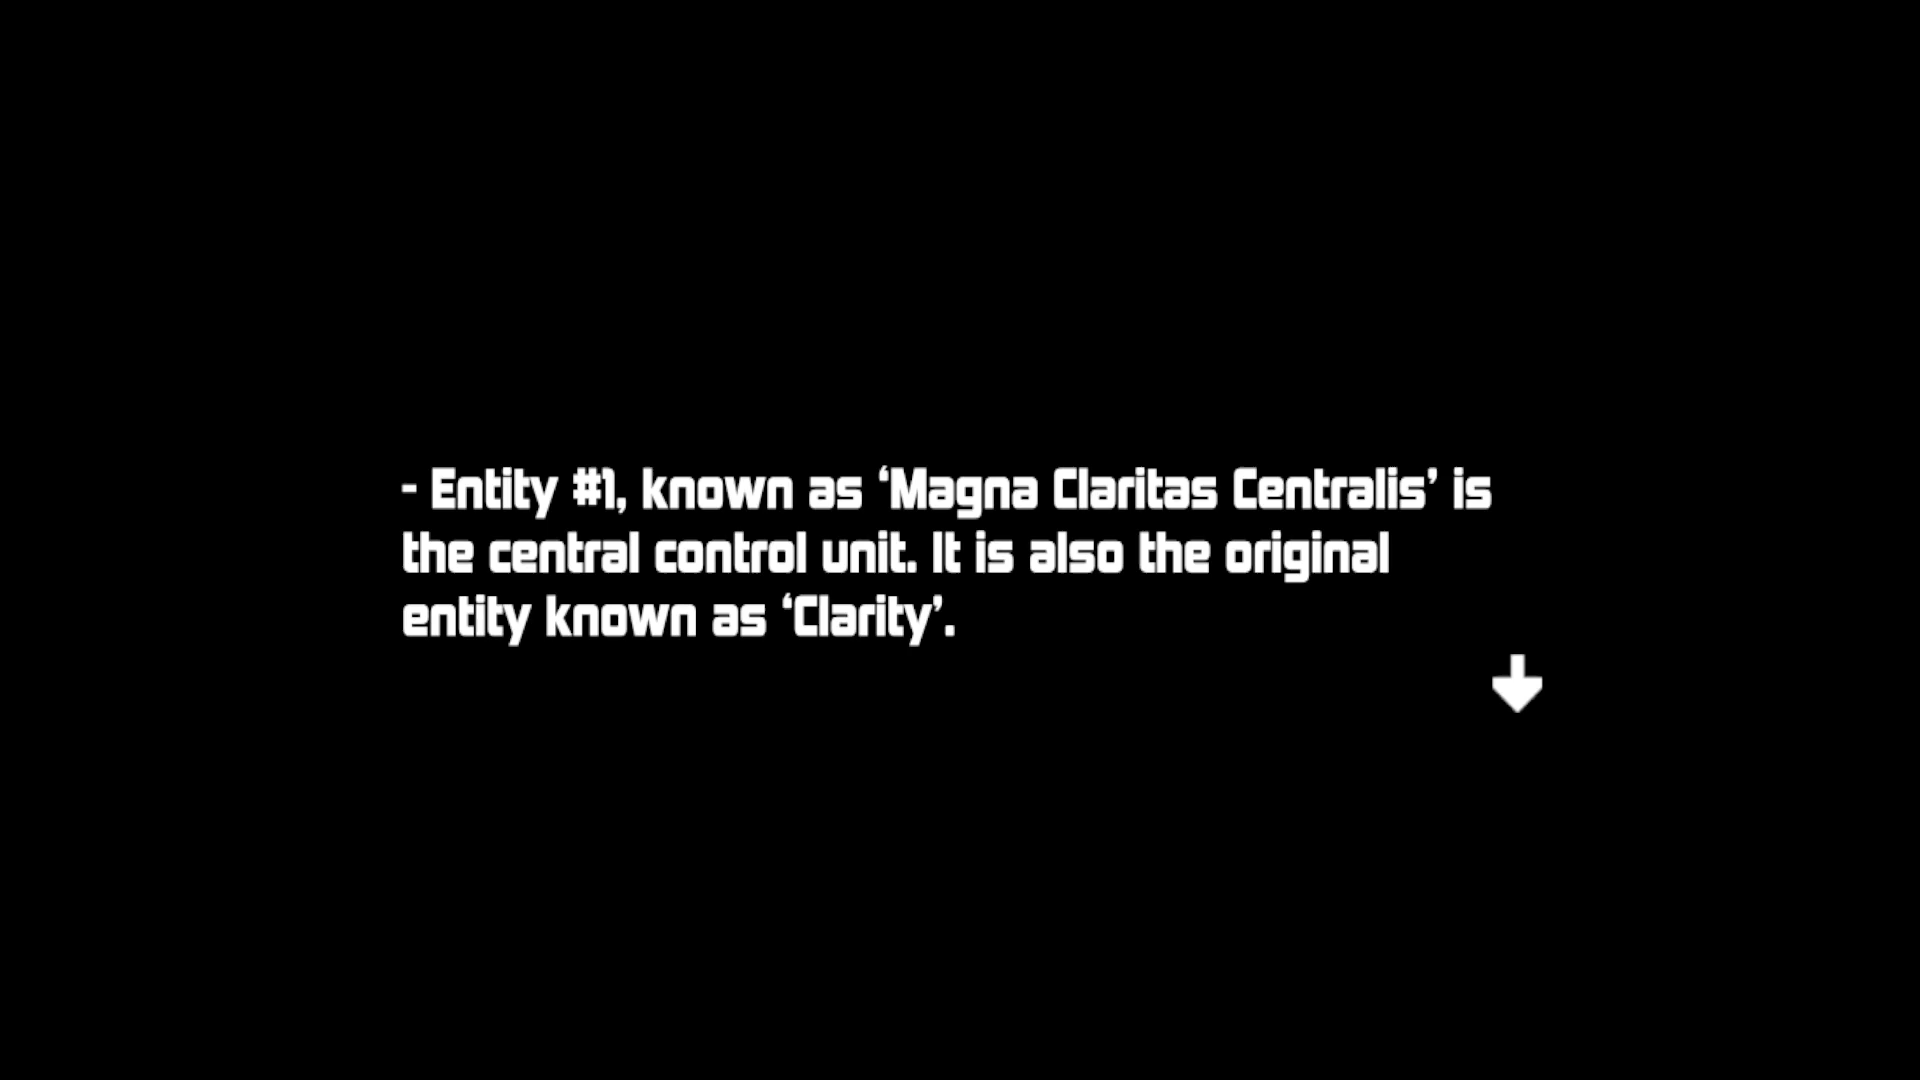 - Entity #1, known as ‘Magna Claritas Centralis’ is
the central control unit. It is also the original
entity known as ‘Clarity’.